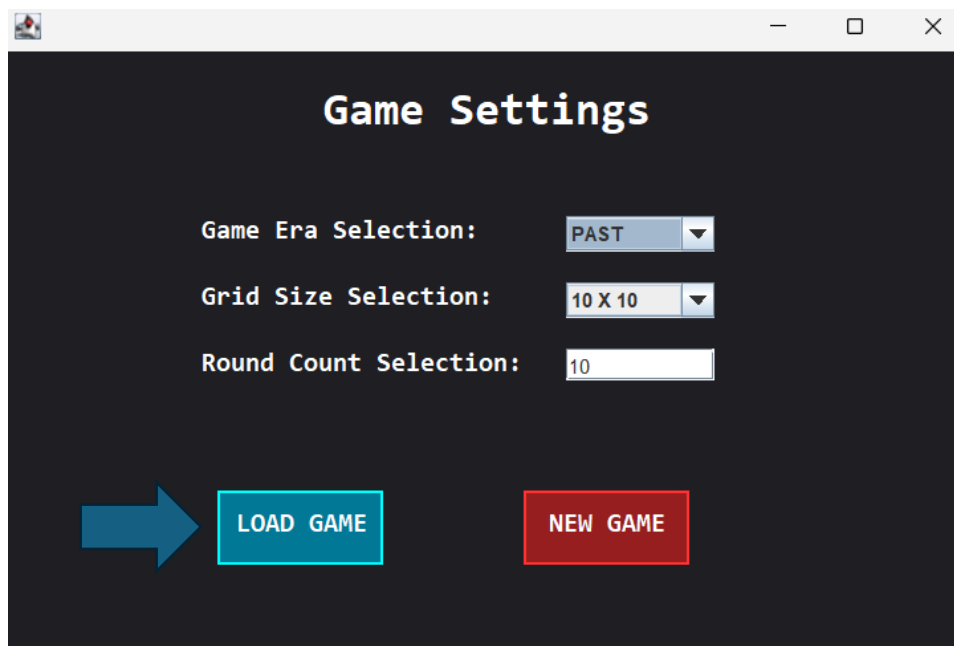 Game Settings
Game Era Selection: PAST
Grid Size Selection: 10 X 10
Round Count Selection: 10
LOAD GAME NEW GAME